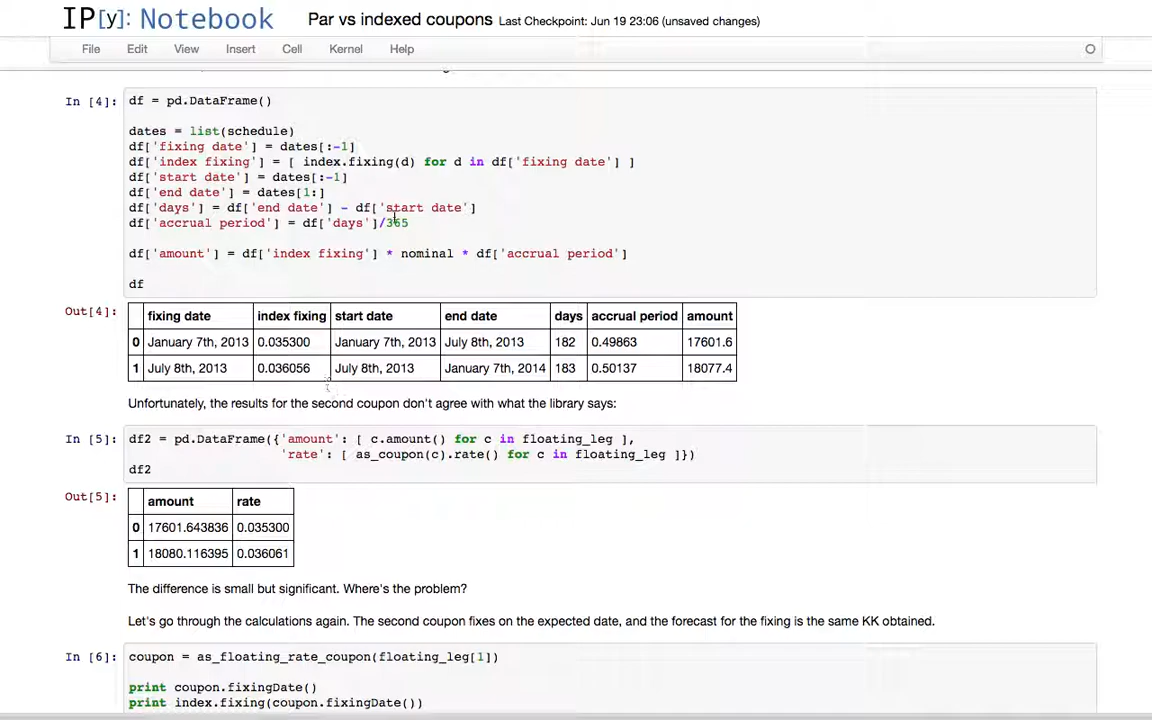 IP[y]: Notebook Par vs indexed coupons Last Checkpoint: Jun 19 23:06 (unsaved changes)
File Edit View Insert Cell Kernel Help
In [4]: df = pd.DataFrame()
dates = list(schedule)
df['fixing date'] = dates[:-1]
df['index fixing'] = [ index.fixing(d) for d in df['fixing date'] ]
df['start date'] = dates[:-1]
df['end date'] = dates[1:]
df['days'] = df['end date'] - df['start date']
df['accrual period'] = df['days']/365
df['amount'] = df['index fixing'] * nominal * df['accrual period']
df
Out[4]:
fixing date index fixing start date end date days accrual period amount
0 January 7th, 2013 0.035300 January 7th, 2013 July 8th, 2013 182 0.49863 17601.6
1 July 8th, 2013 0.036056 July 8th, 2013 January 7th, 2014 183 0.50137 18077.4
Unfortunately, the results for the second coupon don't agree with what the library says:
In [5]: df2 = pd.DataFrame({'amount': [ c.amount() for c in floating_leg ],
'rate': [ as_coupon(c).rate() for c in floating_leg ]})
df2
Out[5]:
amount rate
0 17601.643836 0.035300
1 18080.116395 0.036061
The difference is small but significant. Where's the problem?
Let's go through the calculations again. The second coupon fixes on the expected date, and the forecast for the fixing is the same KK obtained.
In [6]: coupon = as_floating_rate_coupon(floating_leg[1])
print coupon.fixingDate()
print index.fixing(coupon.fixingDate())